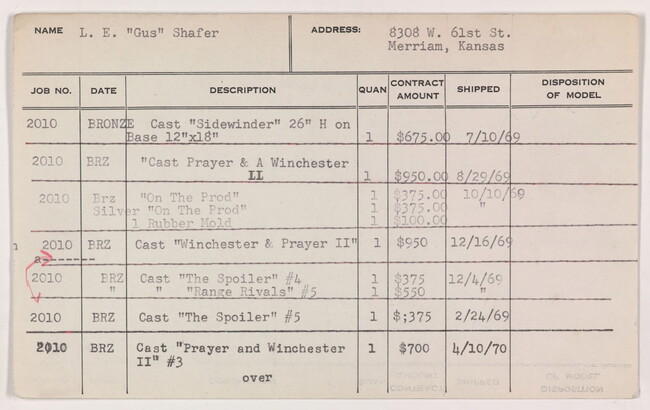 NAME L. E. "Gus" Shafer ADDRESS: 8308 W. 61st St.
Merriam, Kansas
JOB NO. DATE DESCRIPTION QUAN CONTRACT AMOUNT SHIPPED DISPOSITION OF MODEL
2010 BRONZE Cast "Sidewinder" 26" H on
Base 12"x18" 1 $675.00 7/10/69
2010 BRZ "Cast Prayer & A Winchester
II 1 $950.00 8/29/69
2010 Brz "On The Prod" 1 $375.00 10/10/69
Silver "On The Prod" 1 $375.00 "
1 Rubber Mold 1 $100.00
2010 BRZ Cast "Winchester & Prayer II" 1 $950 12/16/69
a-------
2010 BRZ Cast "The Spoiler" #4 1 $375 12/4/69
" " "Range Rivals" #5 1 $550 "
2010 BRZ Cast "The Spoiler" #5 1 $;375 2/24/69
2010 BRZ Cast "Prayer and Winchester 1 $700 4/10/70
II" #3
over